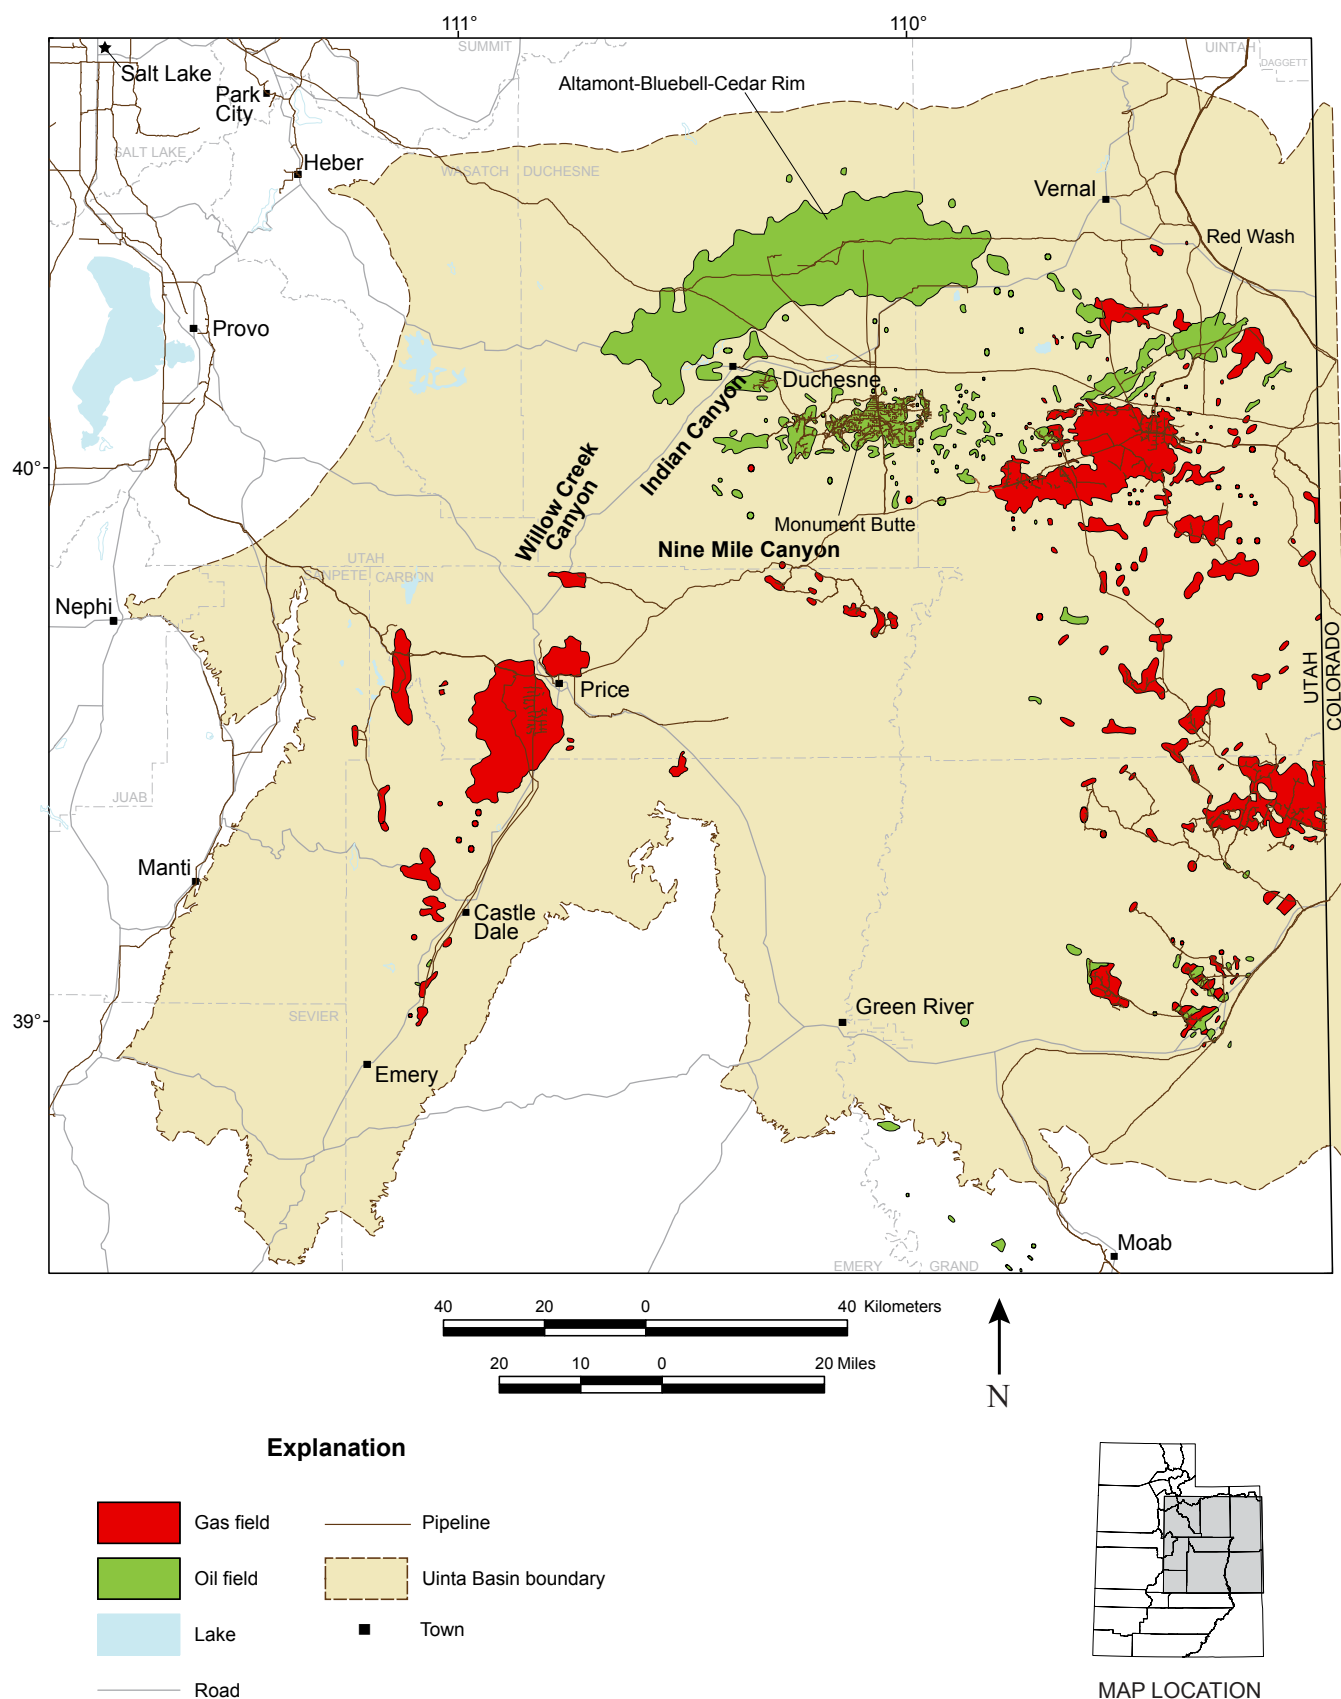 111°
110°
SUMMIT
UINTAH
DAGGETT
Salt Lake
Altamont-Bluebell-Cedar Rim
Park
City
SALT LAKE
Heber
WASATCH
DUCHESNE
Vernal
Red Wash
Provo
Duchesne
Indian Canyon
40°
Willow Creek
Canyon
Monument Butte
Nine Mile Canyon
UTAH
SANPETE
CARBON
Nephi
UTAH
COLORADO
Price
JUAB
Manti
Castle
Dale
Green River
39°
SEVIER
Emery
Moab
EMERY
GRAND
40
20
0
40 Kilometers
20
10
0
20 Miles
N
Explanation
Gas field
Pipeline
Oil field
Uinta Basin boundary
Lake
Town
Road
MAP LOCATION